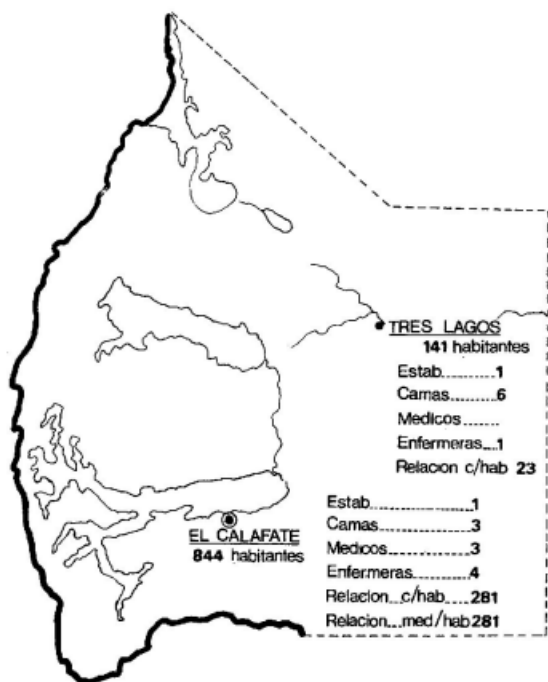 TRES LAGOS
141 habitantes
Estab.........1
Camas.........6
Medicos.......
Enfermeras...1
Relacion c/hab 23
EL CALAFATE
844 habitantes
Estab..................1
Camas................3
Medicos..............3
Enfermeras..........4
Relacion...c/hab.....281
Relacion...med/hab 281